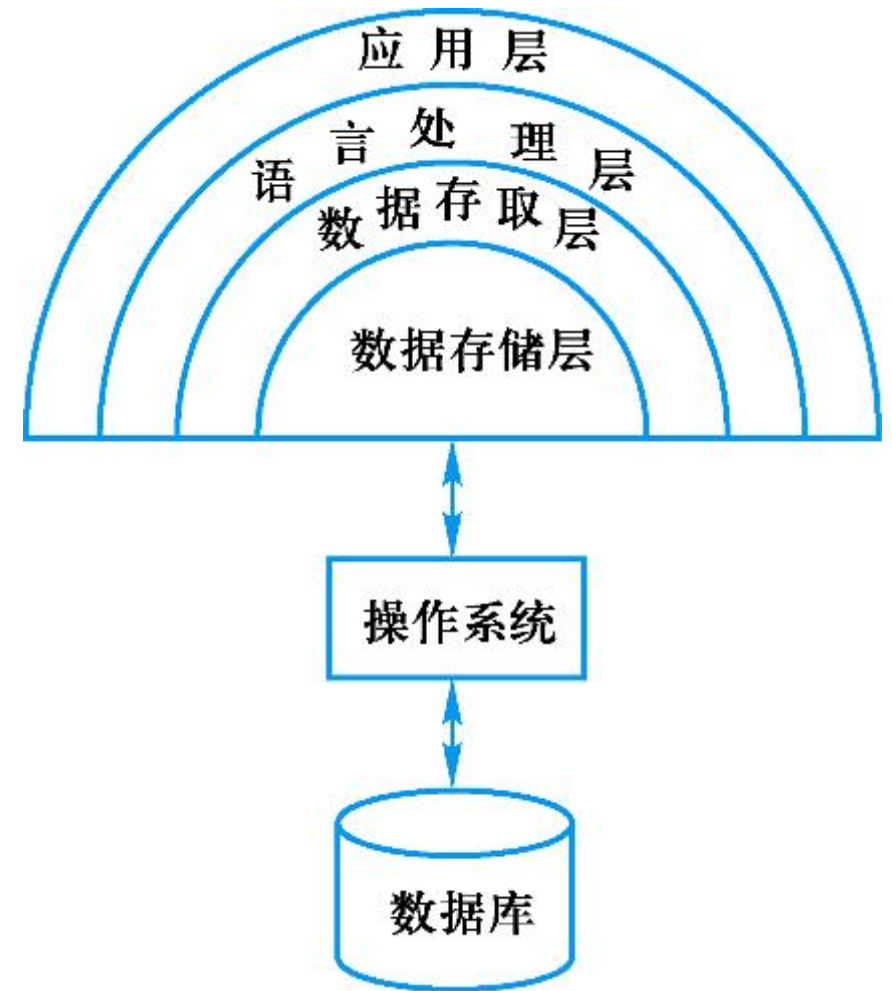 应用层
语言处理层
数据存取层
数据存储层
操作系统
数据库